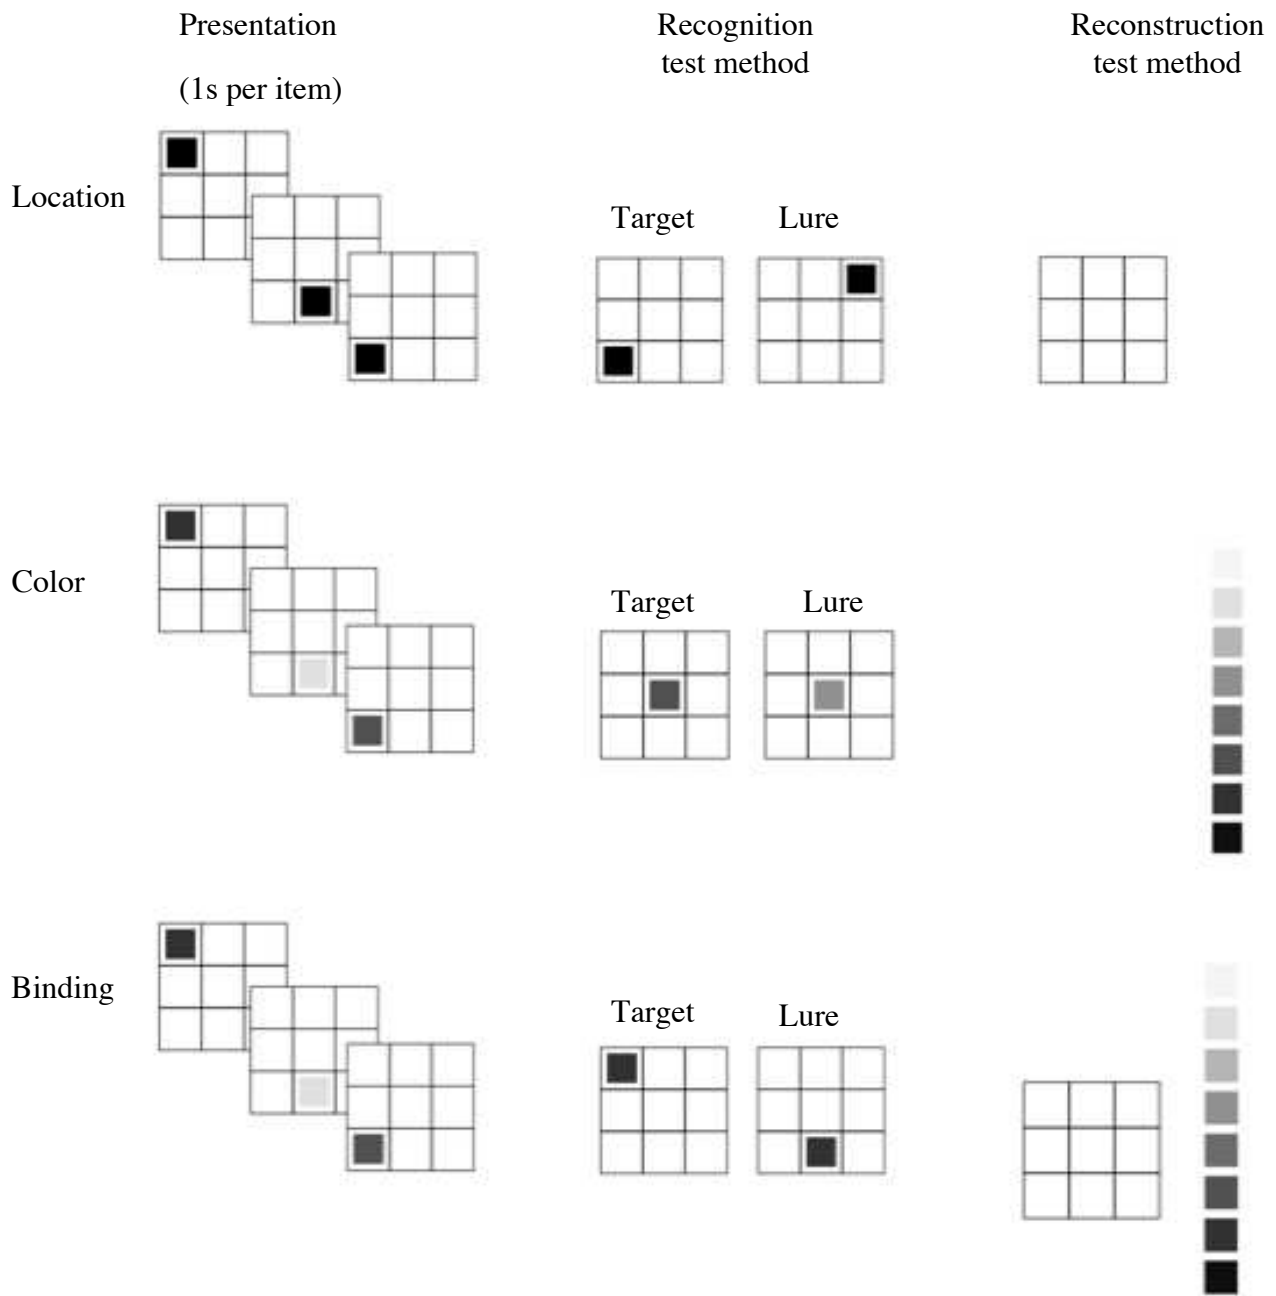 Presentation
(1s per item)
Recognition
test method
Reconstruction
test method
Location
Target
Lure
Color
Target
Lure
Binding
Target
Lure